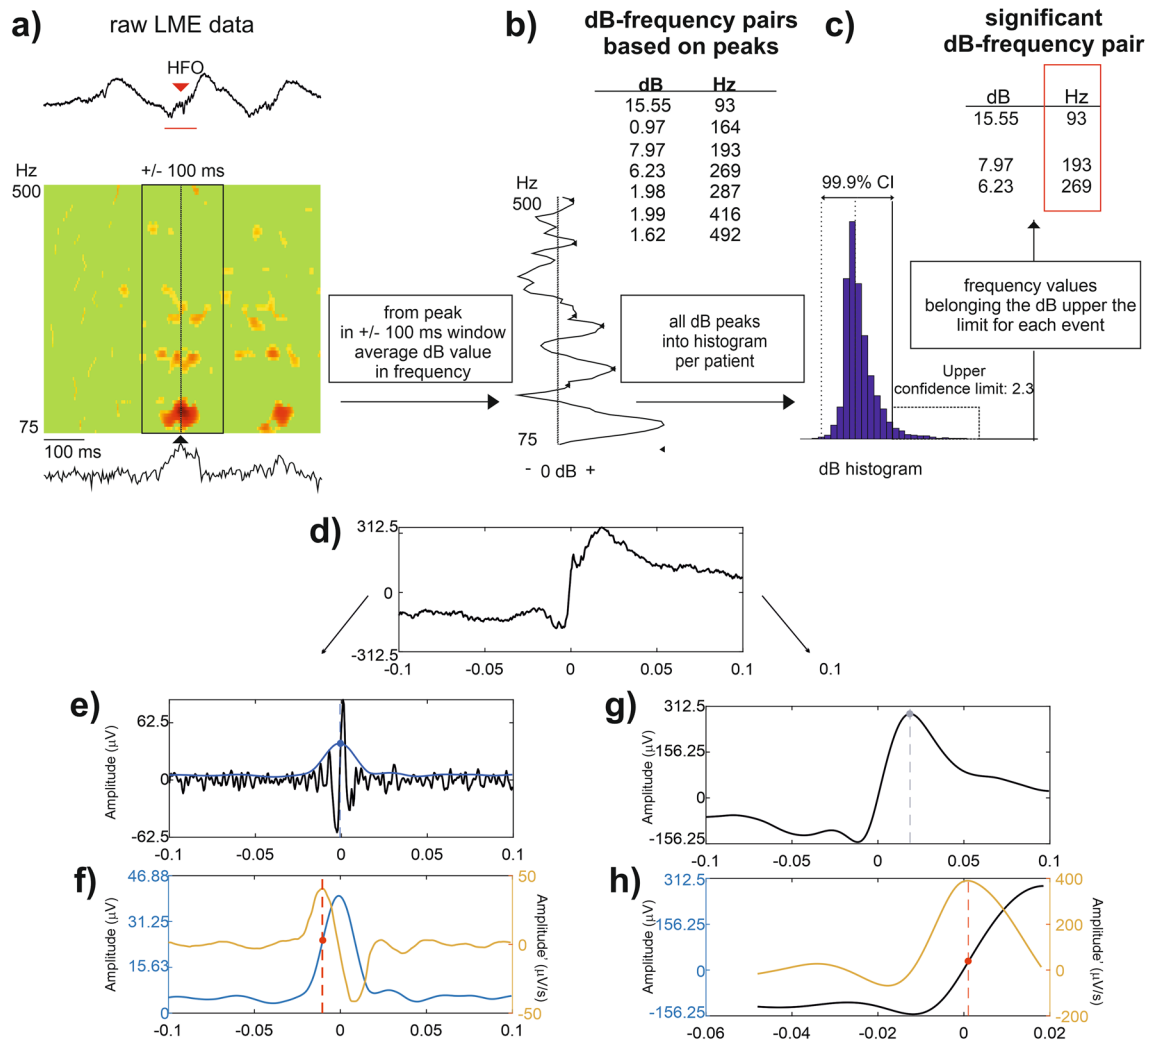 a)
raw LME data
HFO
+/- 100 ms
Hz
500
75
100 ms
from peak
in +/- 100 ms window
average dB value
in frequency
b)
dB-frequency pairs
based on peaks
dB Hz
15.55 93
0.97 164
7.97 193
6.23 269
1.98 287
1.99 416
1.62 492
Hz
500
75
- 0 dB +
all dB peaks
into histogram
per patient
c)
significant
dB-frequency pair
dB Hz
15.55 93
7.97 193
6.23 269
99.9% CI
frequency values
belonging the dB upper the
limit for each event
Upper
confidence limit: 2.3
dB histogram
d)
312.5
0
-312.5
-0.1 -0.05 0 0.05 0.1 0.1
e)
Amplitude (µV)
62.5
0
-62.5
-0.1 -0.05 0 0.05 0.1
f)
Amplitude (µV)
46.88
31.25
15.63
0
50
0
-50
Amplitude' (µV/s)
-0.1 -0.05 0 0.05 0.1
g)
Amplitude (µV)
312.5
156.25
0
-156.25
-0.1 -0.05 0 0.05 0.1
h)
Amplitude (µV)
312.5
156.25
0
-156.25
400
200
0
-200
Amplitude' (µV/s)
-0.06 -0.04 -0.02 0 0.02